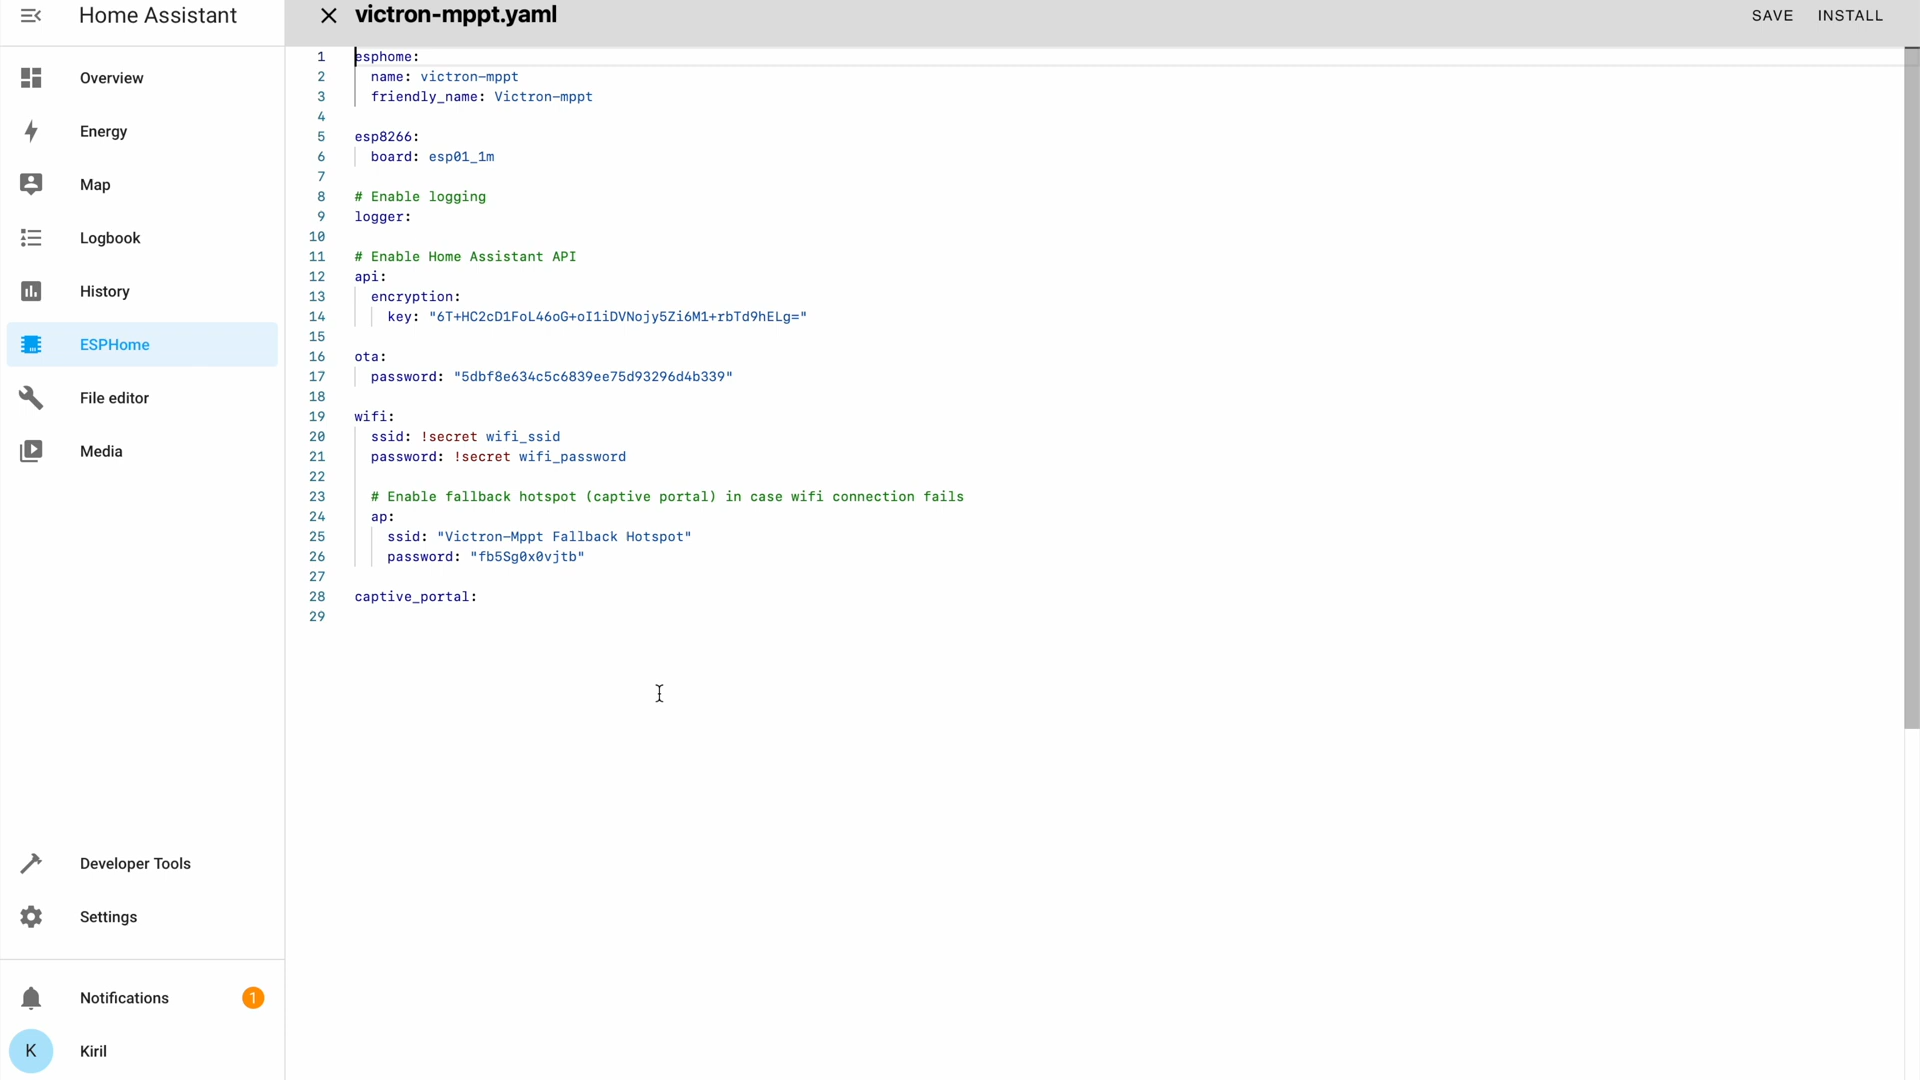 Home Assistant
victron-mppt.yaml
SAVE
INSTALL
Overview
Energy
Map
Logbook
History
ESPHome
File editor
Media
Developer Tools
Settings
Notifications
1
K
Kiril
1 esphome:
2 name: victron-mppt
3 friendly_name: Victron-mppt
4
5 esp8266:
6 board: esp01_1m
7
8 # Enable logging
9 logger:
10
11 # Enable Home Assistant API
12 api:
13 encryption:
14 key: "6T+HC2cD1FoL46oG+oI1iDVNojy5Zi6M1+rbTd9hELg="
15
16 ota:
17 password: "5dbf8e634c5c6839ee75d93296d4b339"
18
19 wifi:
20 ssid: !secret wifi_ssid
21 password: !secret wifi_password
22
23 # Enable fallback hotspot (captive portal) in case wifi connection fails
24 ap:
25 ssid: "Victron-Mppt Fallback Hotspot"
26 password: "fb5Sg0x0vjtb"
27
28 captive_portal:
29